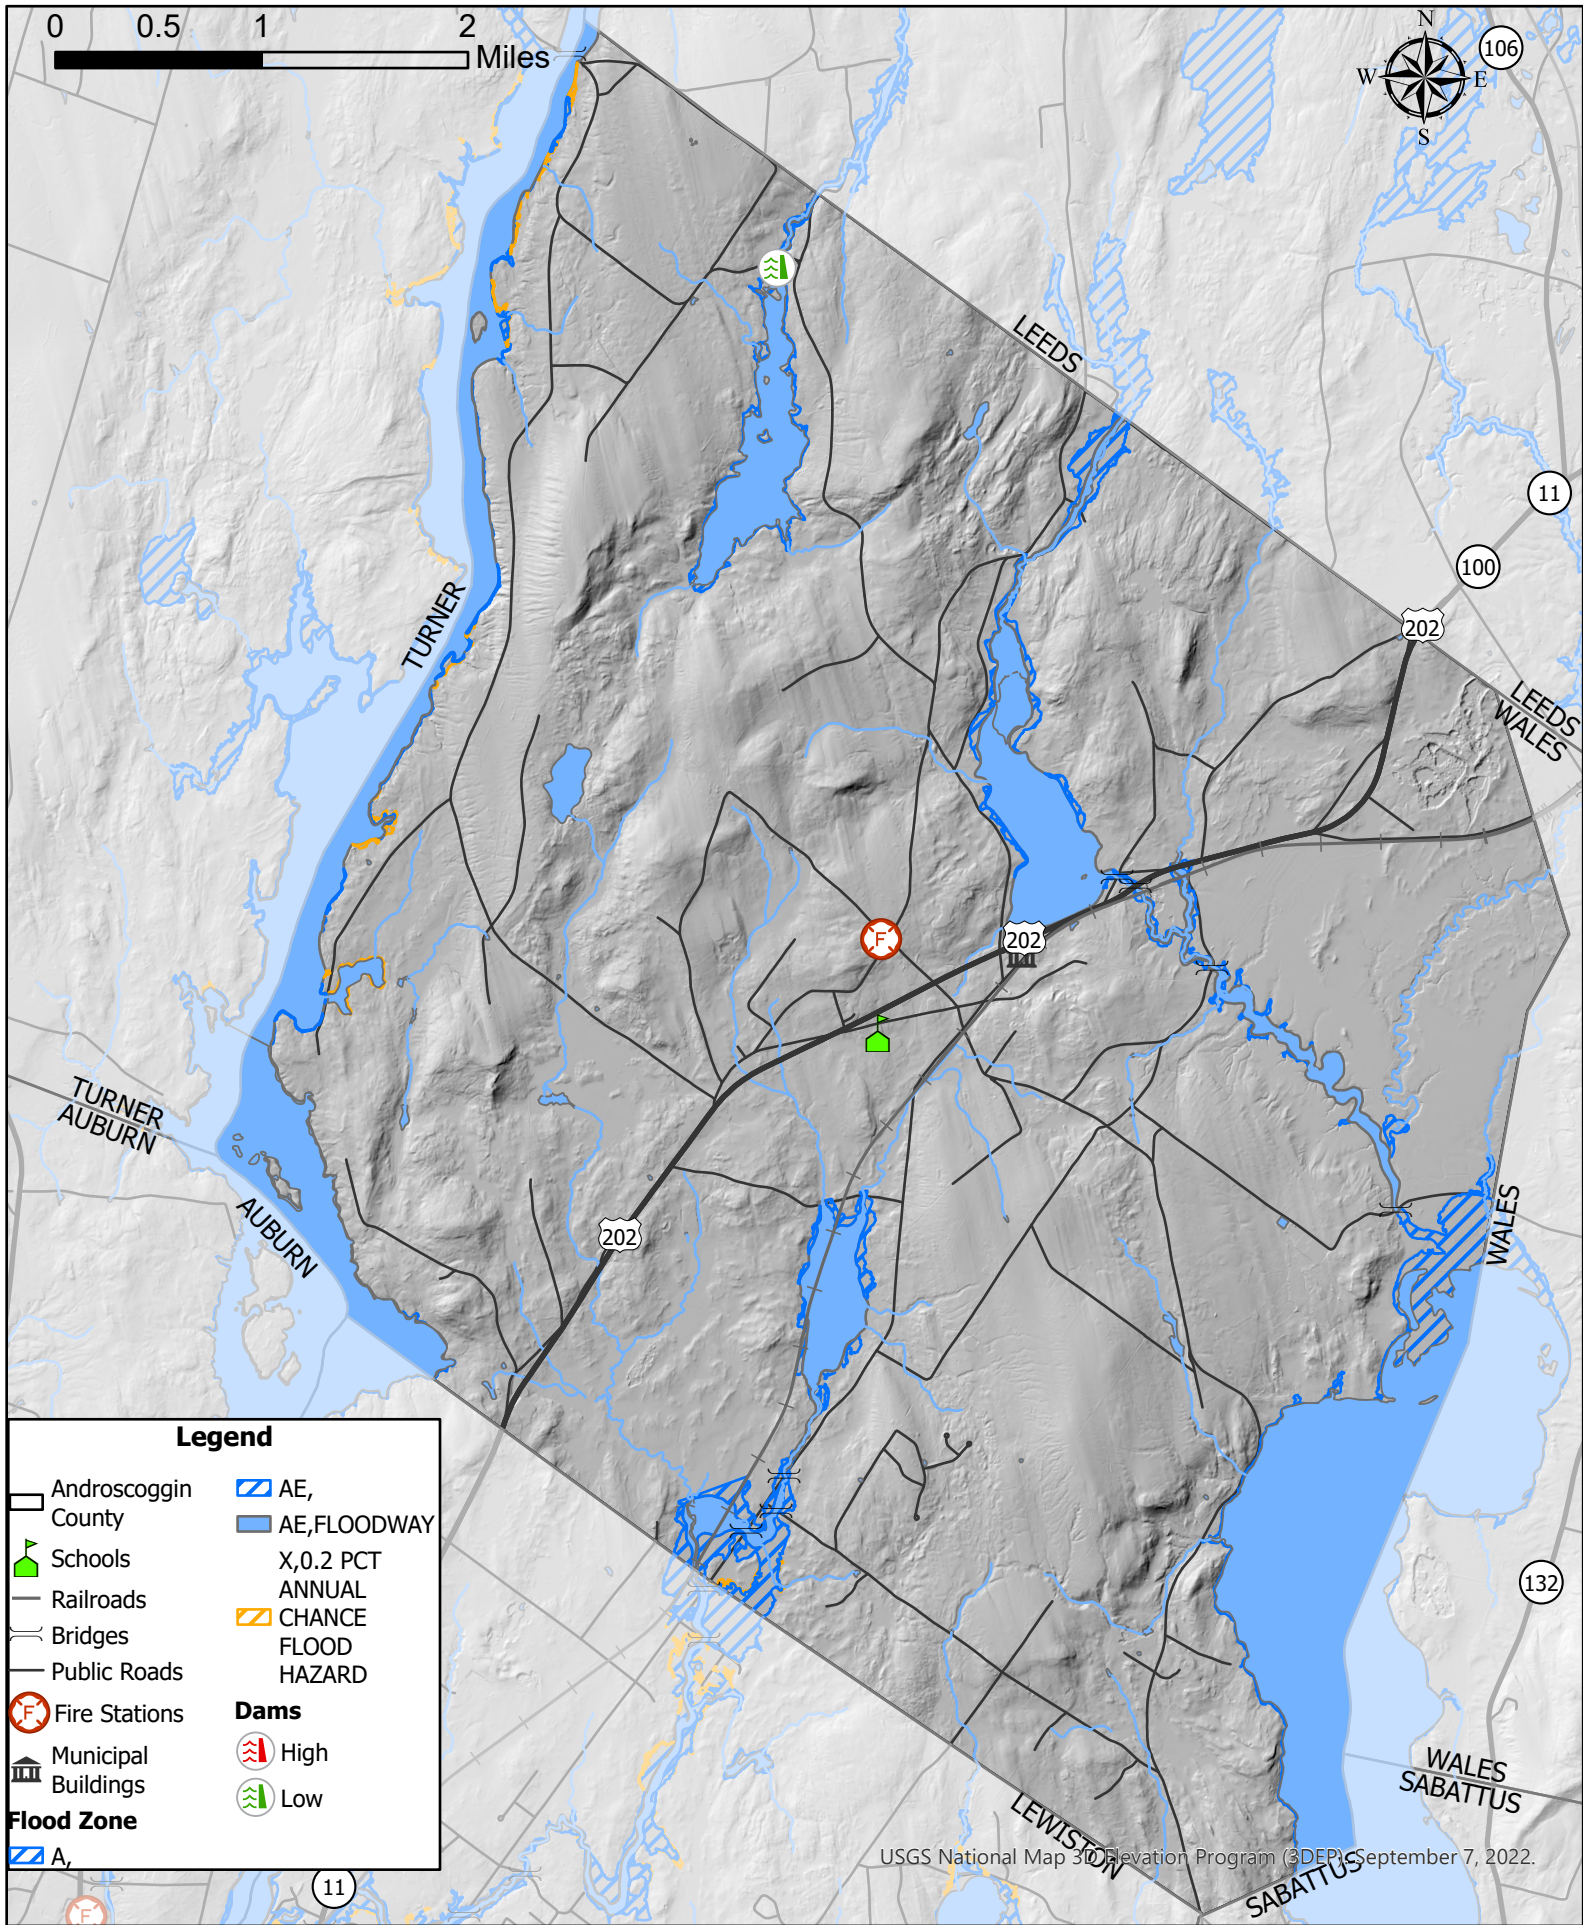 0 0.5 1 2
Miles
N
W E
S
106
LEEDS
11
100
202
TURNER
LEEDS
WALES
F
202
TURNER
AUBURN
AUBURN
202
WALES
132
WALES
SABATTUS
LEWISTON
SABATTUS
11
F
Legend
Androscoggin
County
Schools
Railroads
Bridges
Public Roads
F Fire Stations
Municipal
Buildings
Flood Zone
A,
AE,
AE,FLOODWAY
X,0.2 PCT
ANNUAL
CHANCE
FLOOD
HAZARD
Dams
High
Low
USGS National Map 3D Elevation Program (3DEP), September 7, 2022.